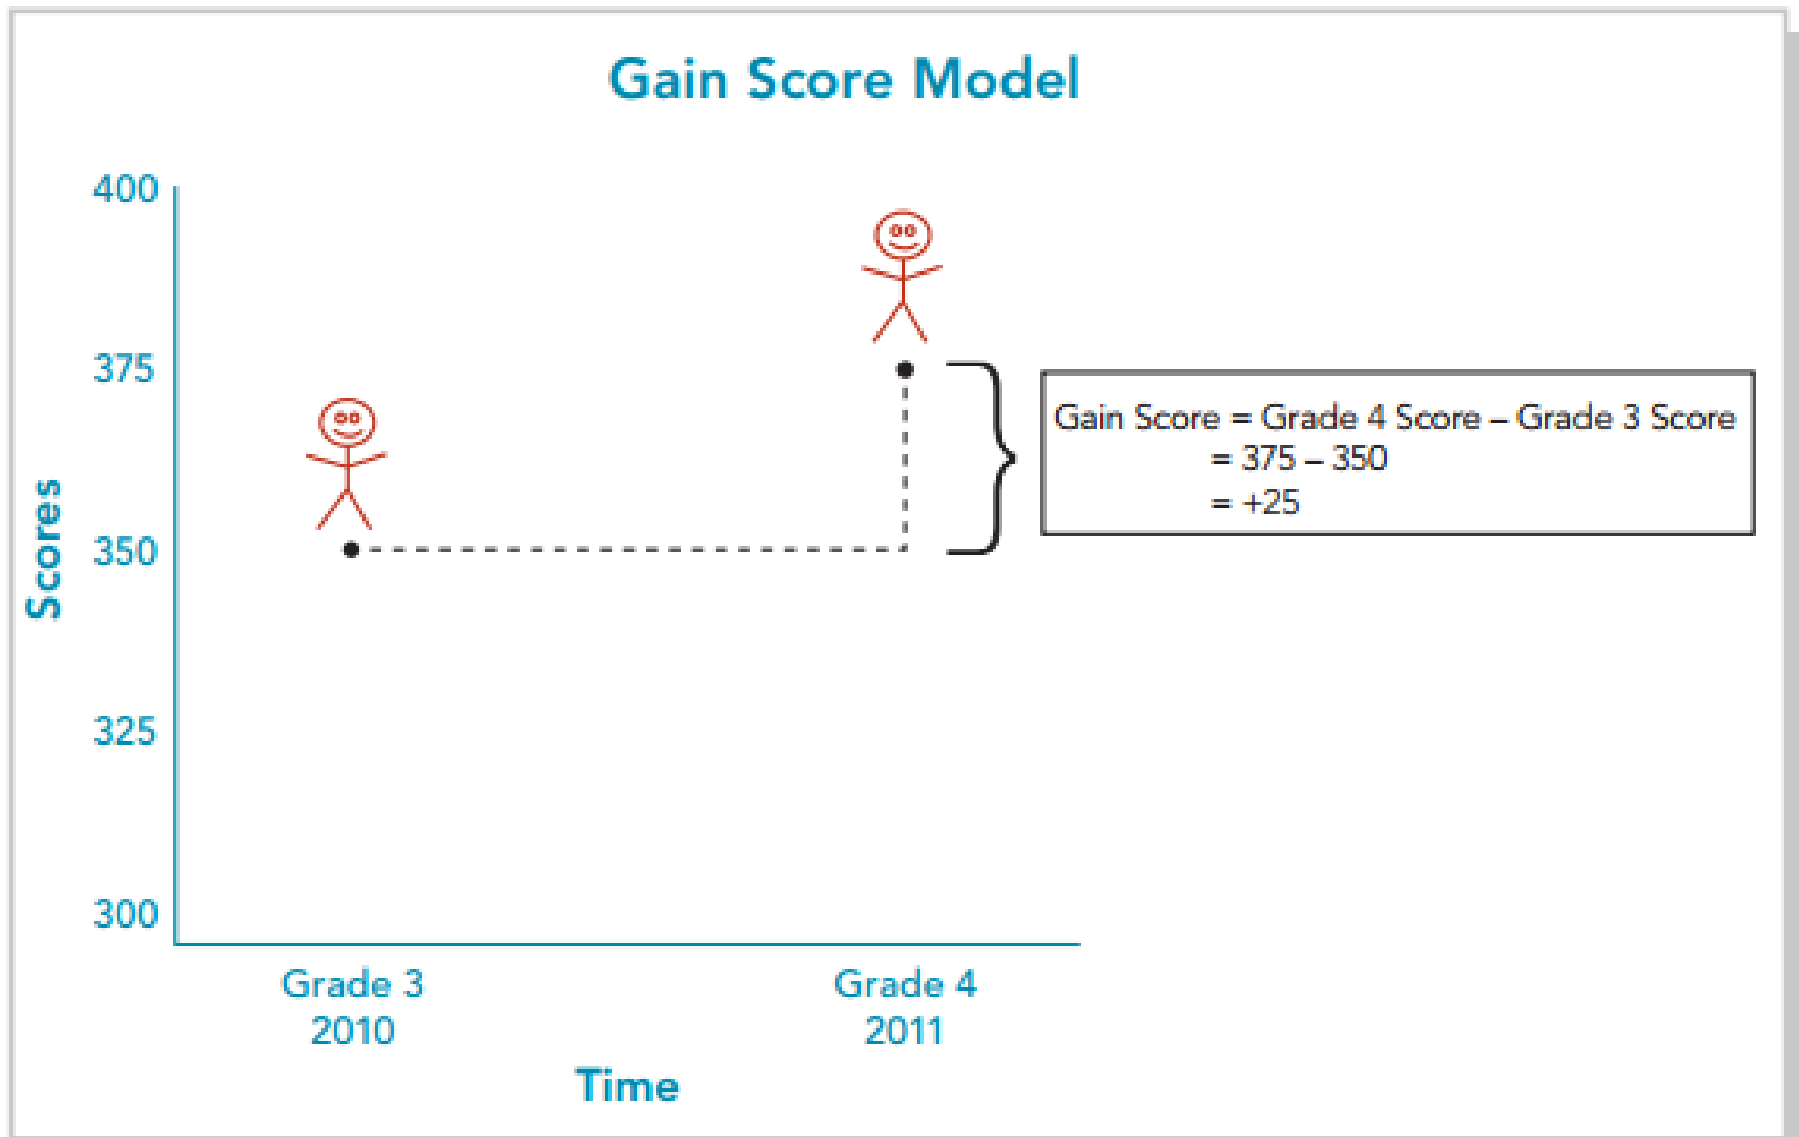 Gain Score Model
400
375
350
325
300
Scores
Gain Score = Grade 4 Score – Grade 3 Score
= 375 – 350
= +25
Grade 3
2010
Grade 4
2011
Time